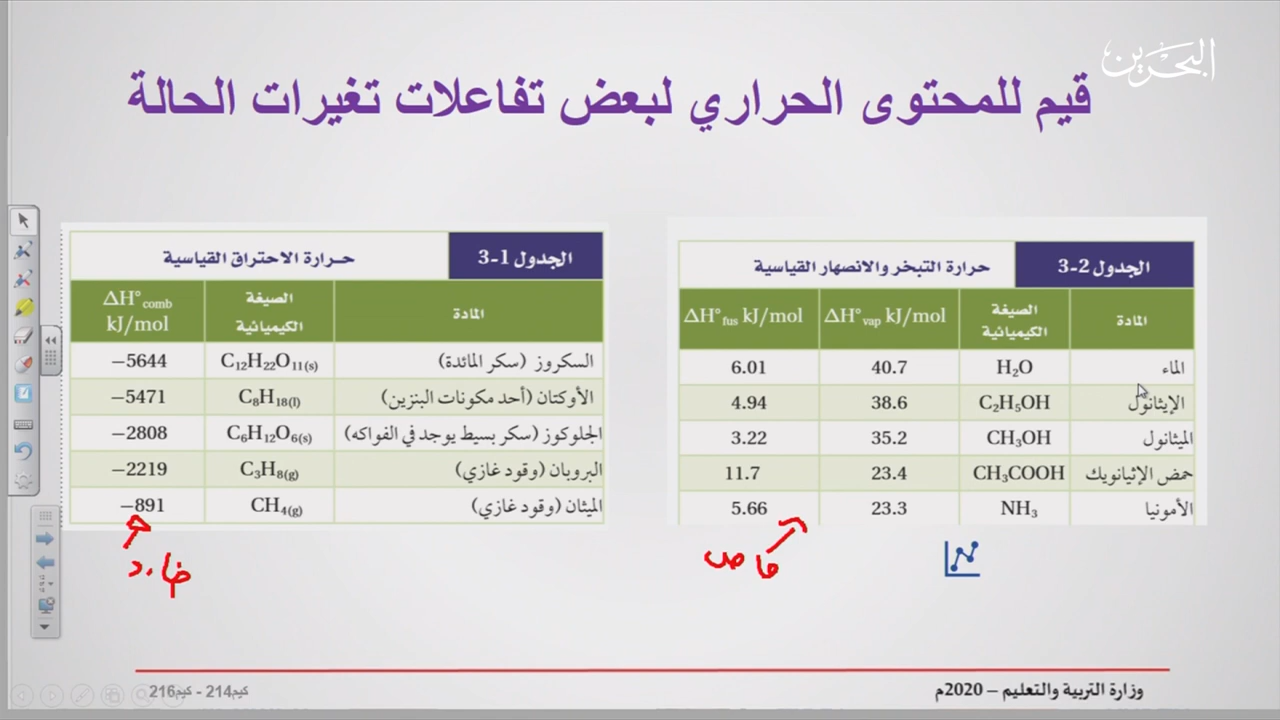 البحرين
قيم للمحتوى الحراري لبعض تفاعلات تغيرات الحالة
الجدول 2-3 حرارة التبخر والانصهار القياسية
المادة الصيغة الكيميائية ΔH°vap kJ/mol ΔH°fus kJ/mol
الماء H₂O 40.7 6.01
الإيثانول C₂H₅OH 38.6 4.94
الميثانول CH₃OH 35.2 3.22
حمض الإيثانويك CH₃COOH 23.4 11.7
الأمونيا NH₃ 23.3 5.66
ماص
الجدول 1-3 حرارة الاحتراق القياسية
المادة الصيغة الكيميائية ΔH°comb kJ/mol
السكروز (سكر المائدة) C₁₂H₂₂O₁₁(s) −5644
الأوكتان (أحد مكونات البنزين) C₈H₁₈(l) −5471
الجلوكوز (سكر بسيط يوجد في الفواكه) C₆H₁₂O₆(s) −2808
البروبان (وقود غازي) C₃H₈(g) −2219
الميثان (وقود غازي) CH₄(g) −891
وزارة التربية والتعليم – 2020م
كيم214 - كيم216